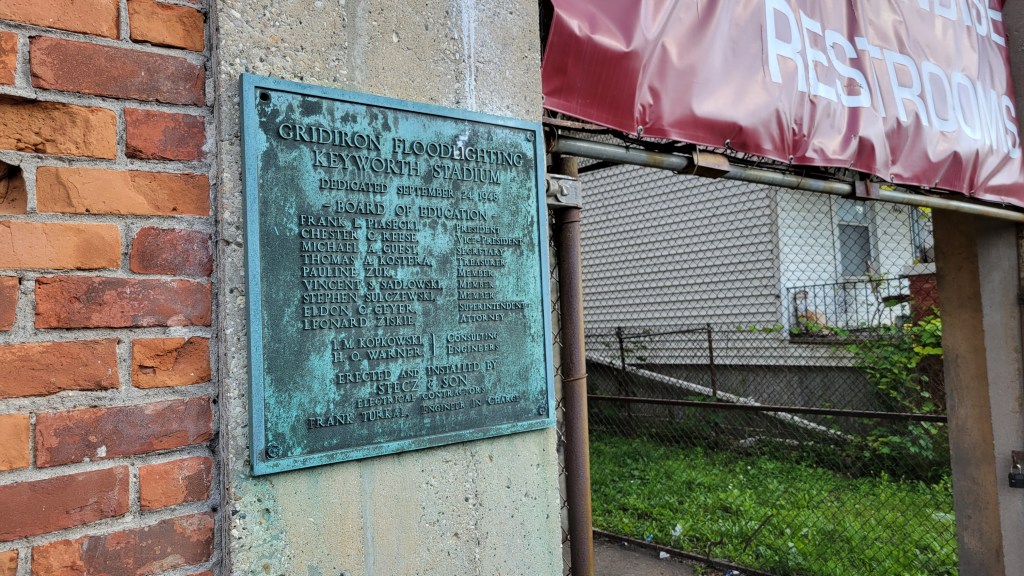 GRIDIRON FLOODLIGHTING
KEYWORTH STADIUM
DEDICATED SEPTEMBER 24, 1948
- BOARD OF EDUCATION -
FRANK L. PIASECKI PRESIDENT
CHESTER C. KEESE VICE-PRESIDENT
MICHAEL A. GURSKI SECRETARY
THOMAS A. KOSTERA TREASURER
PAULINE ZUK MEMBER
VINCENT S. SADLOWSKI MEMBER
STEPHEN SULCZEWSKI MEMBER
ELDON C. GEYER SUPERINTENDENT
LEONARD ZISKIE ATTORNEY
M. KOPKOWSKI CONSULTING
H. O. WARNER ENGINEERS
ERECTED AND INSTALLED BY
STECZ & SON
ELECTRICAL CONTRACTORS
FRANK TURKAL ENGINEER IN CHARGE
RESTROOMS